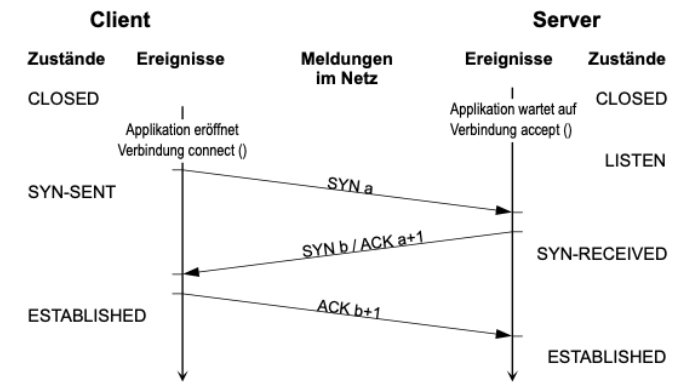 Client
Server
Zustände
Ereignisse
Meldungen
im Netz
Ereignisse
Zustände
CLOSED
Applikation eröffnet
Verbindung connect ()
Applikation wartet auf
Verbindung accept ()
CLOSED
LISTEN
SYN-SENT
SYN a
SYN b / ACK a+1
SYN-RECEIVED
ESTABLISHED
ACK b+1
ESTABLISHED